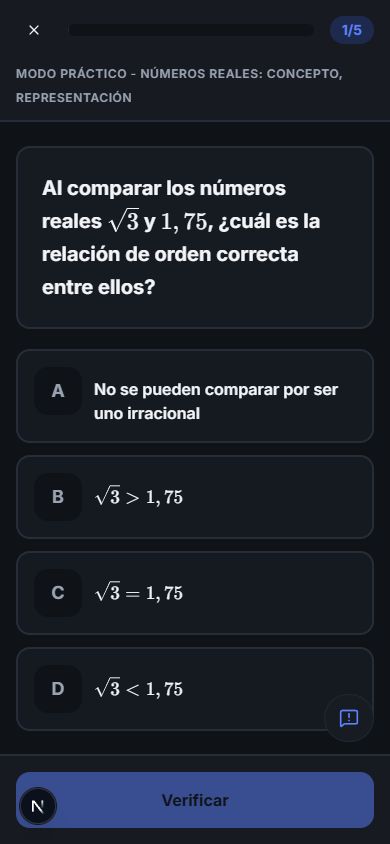 1/5
MODO PRÁCTICO - NÚMEROS REALES: CONCEPTO,
REPRESENTACIÓN
Al comparar los números
reales √3 y 1,75, ¿cuál es la
relación de orden correcta
entre ellos?
A
No se pueden comparar por ser
uno irracional
B
√3 > 1,75
C
√3 = 1,75
D
√3 < 1,75
Verificar
N